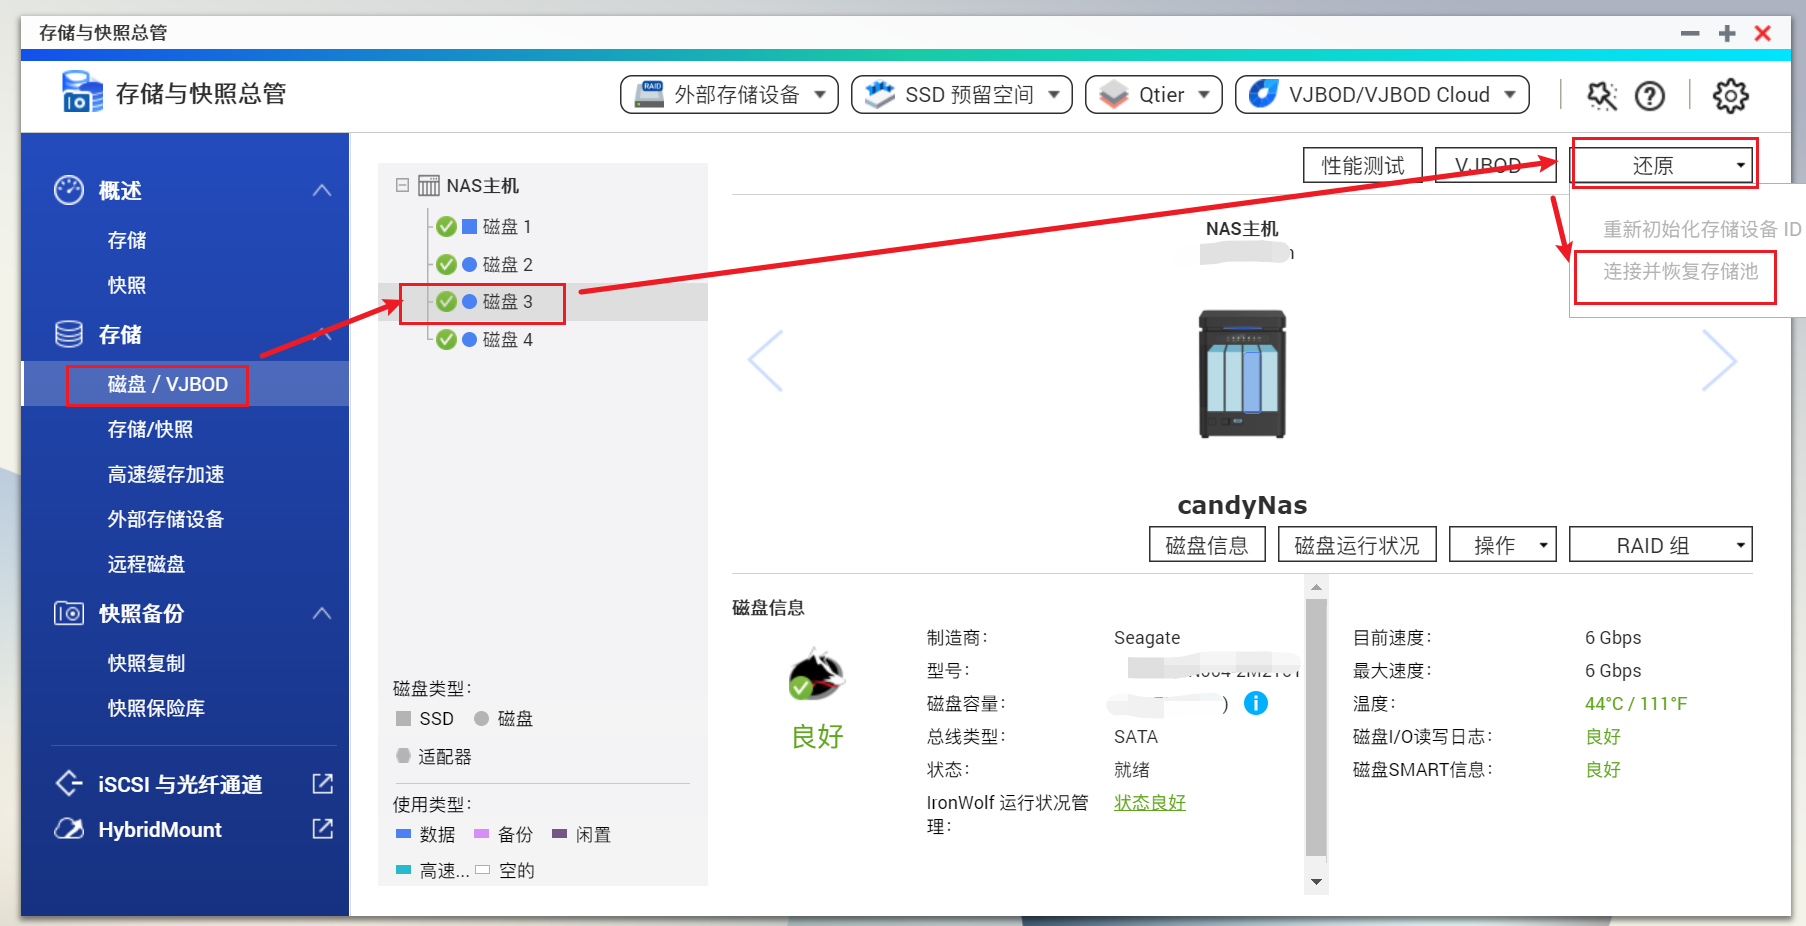 存储与快照总管
存储与快照总管
外部存储设备
SSD 预留空间
Qtier
VJBOD/VJBOD Cloud
概述
存储
快照
存储
磁盘 / VJBOD
存储/快照
高速缓存加速
外部存储设备
远程磁盘
快照备份
快照复制
快照保险库
iSCSI 与光纤通道
HybridMount
NAS主机
磁盘 1
磁盘 2
磁盘 3
磁盘 4
磁盘类型：
SSD
磁盘
适配器
使用类型：
数据
备份
闲置
高速...
空的
性能测试
VJBOD
还原
重新初始化存储设备 ID
连接并恢复存储池
NAS主机
candyNas
磁盘信息
磁盘运行状况
操作
RAID 组
RAID
磁盘信息
良好
制造商： Seagate
型号：
磁盘容量： )
总线类型： SATA
状态： 就绪
IronWolf 运行状况管理： 状态良好
目前速度： 6 Gbps
最大速度： 6 Gbps
温度： 44°C / 111°F
磁盘I/O读写日志： 良好
磁盘SMART信息： 良好